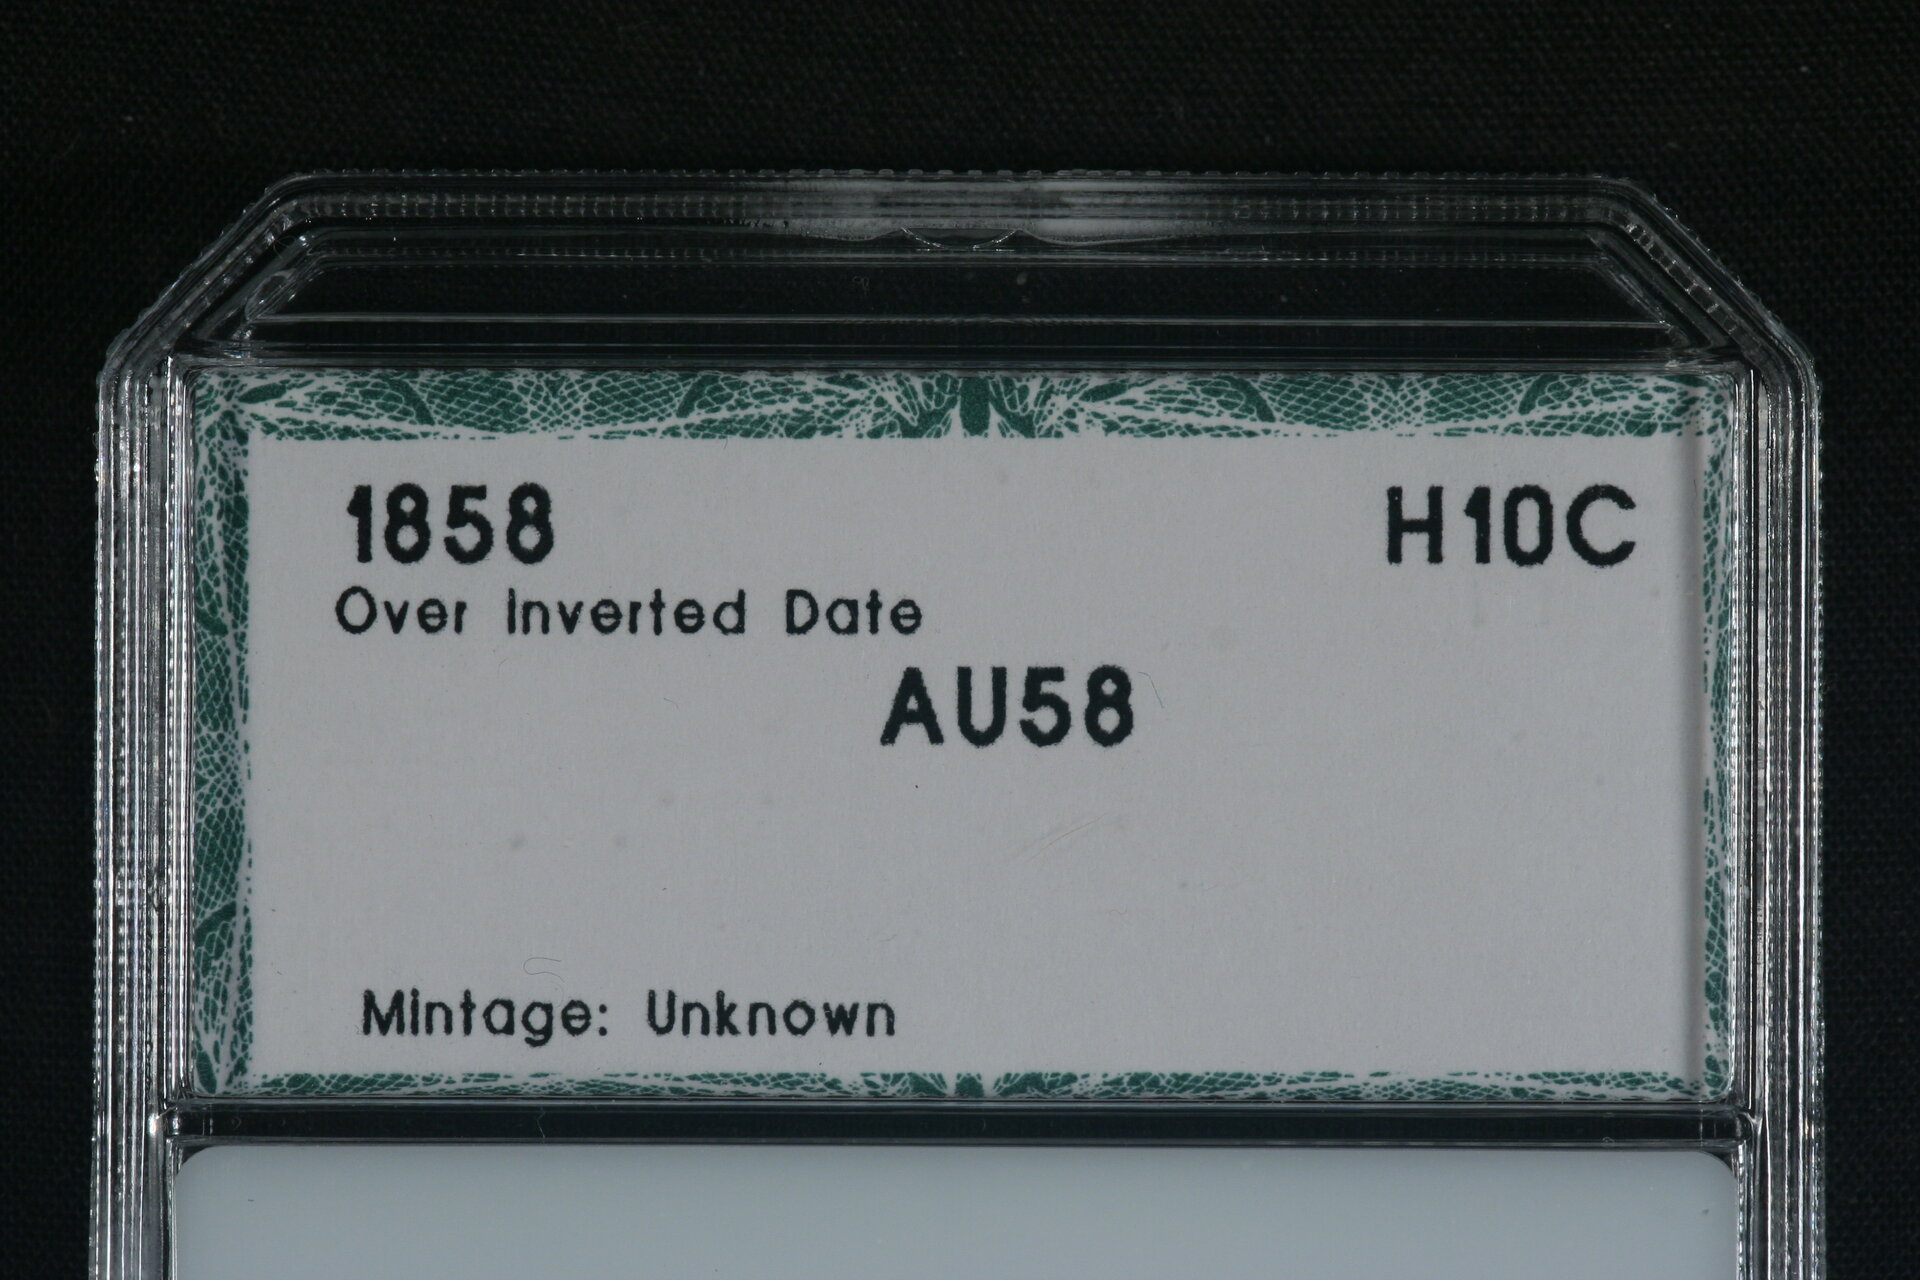 1858 H10C
Over Inverted Date
AU58
Mintage: Unknown